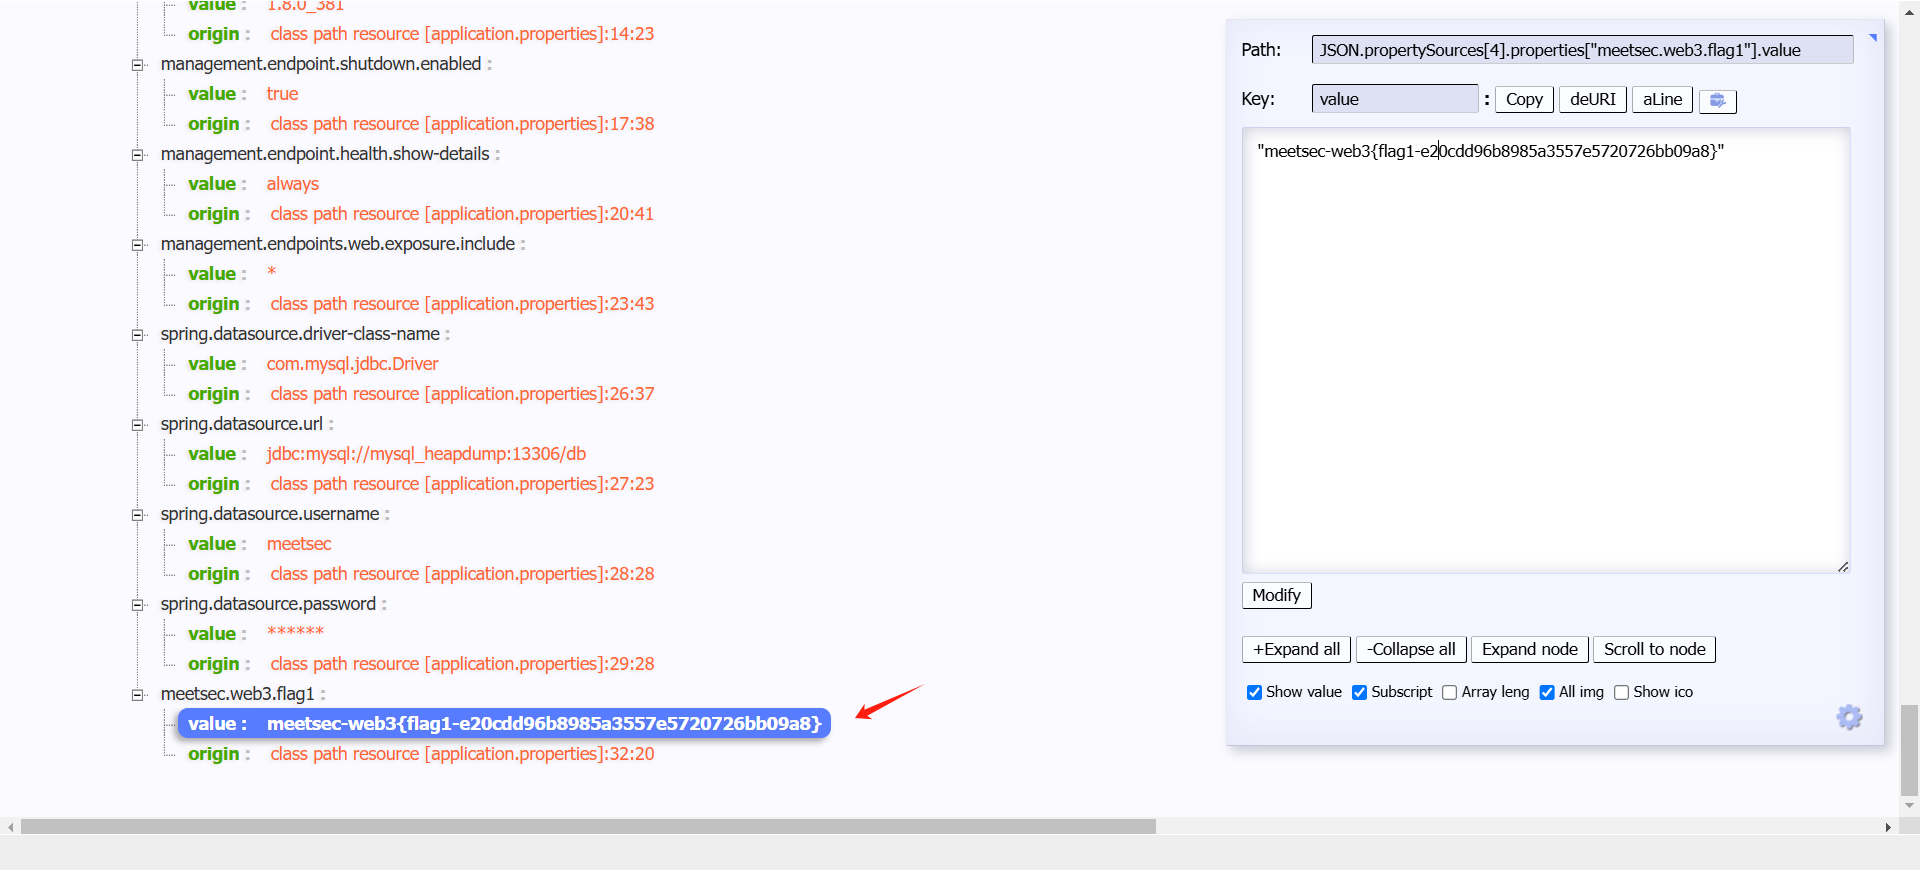 value : 1.8.0_381
origin : class path resource [application.properties]:14:23
management.endpoint.shutdown.enabled :
value : true
origin : class path resource [application.properties]:17:38
management.endpoint.health.show-details :
value : always
origin : class path resource [application.properties]:20:41
management.endpoints.web.exposure.include :
value : *
origin : class path resource [application.properties]:23:43
spring.datasource.driver-class-name :
value : com.mysql.jdbc.Driver
origin : class path resource [application.properties]:26:37
spring.datasource.url :
value : jdbc:mysql://mysql_heapdump:13306/db
origin : class path resource [application.properties]:27:23
spring.datasource.username :
value : meetsec
origin : class path resource [application.properties]:28:28
spring.datasource.password :
value : ******
origin : class path resource [application.properties]:29:28
meetsec.web3.flag1 :
value : meetsec-web3{flag1-e20cdd96b8985a3557e5720726bb09a8}
origin : class path resource [application.properties]:32:20
Path: JSON.propertySources[4].properties["meetsec.web3.flag1"].value
Key: value : Copy deURI aLine
"meetsec-web3{flag1-e20cdd96b8985a3557e5720726bb09a8}"
Modify
+Expand all -Collapse all Expand node Scroll to node
Show value Subscript Array leng All img Show ico